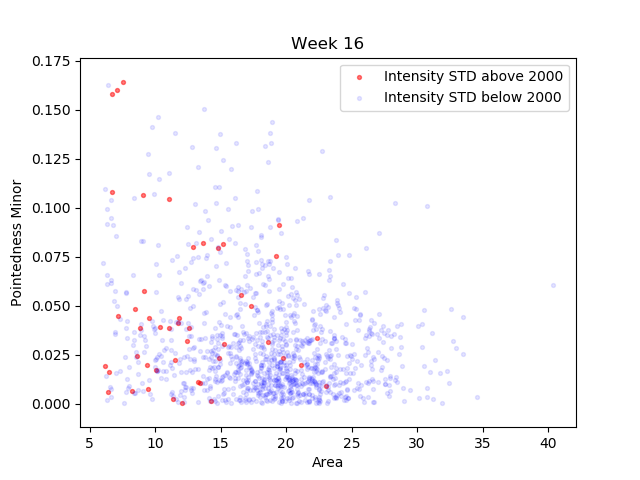 Week 16
Intensity STD above 2000
Intensity STD below 2000
0.175
0.150
0.125
0.100
0.075
0.050
0.025
0.000
Pointedness Minor
5 10 15 20 25 30 35 40
Area